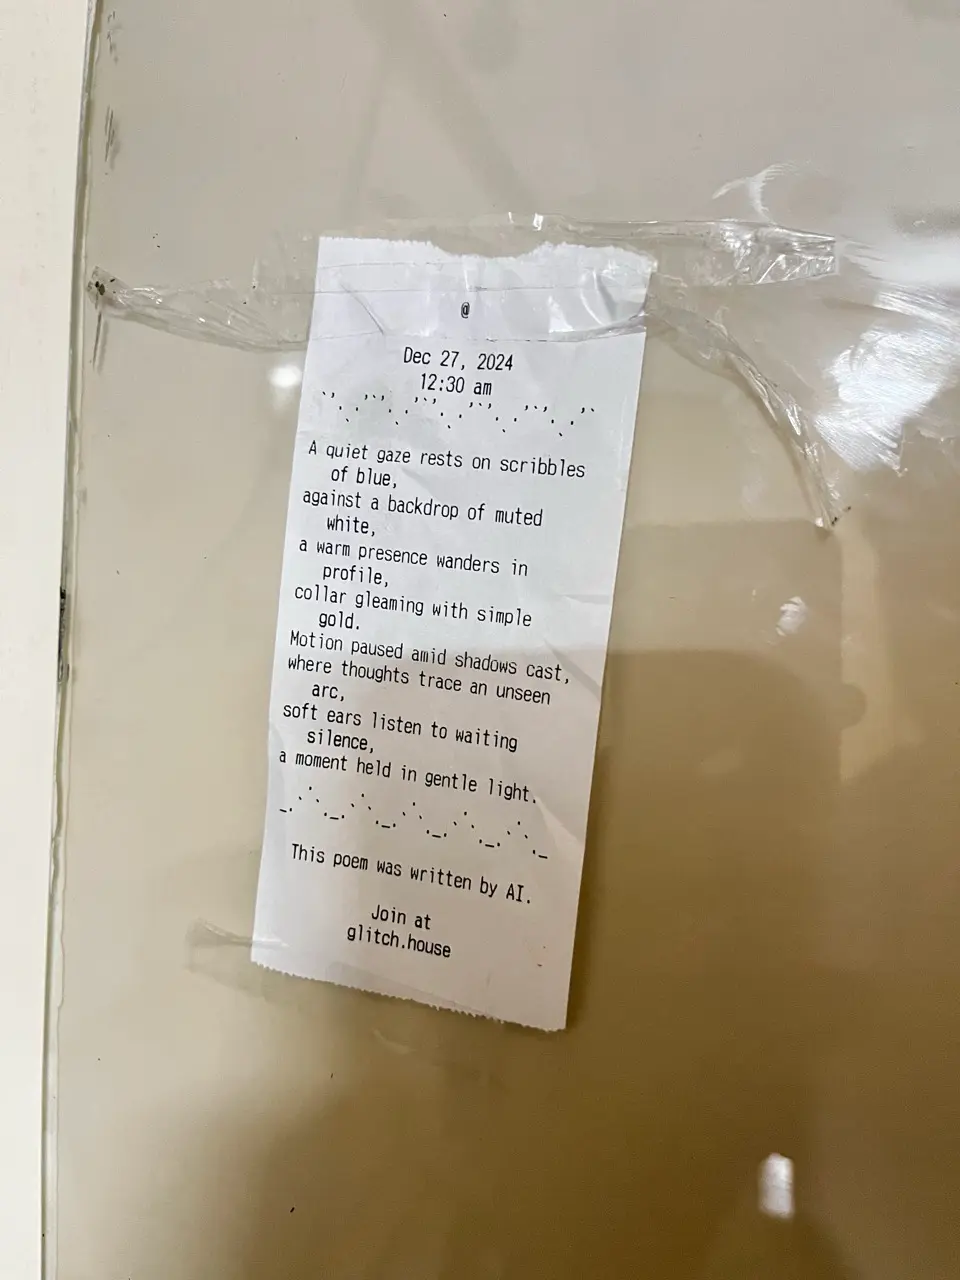 @
Dec 27, 2024
12:30 am
A quiet gaze rests on scribbles
of blue,
against a backdrop of muted
white,
a warm presence wanders in
profile,
collar gleaming with simple
gold.
Motion paused amid shadows cast,
where thoughts trace an unseen
arc,
soft ears listen to waiting
silence,
a moment held in gentle light.
This poem was written by AI.
Join at
glitch.house